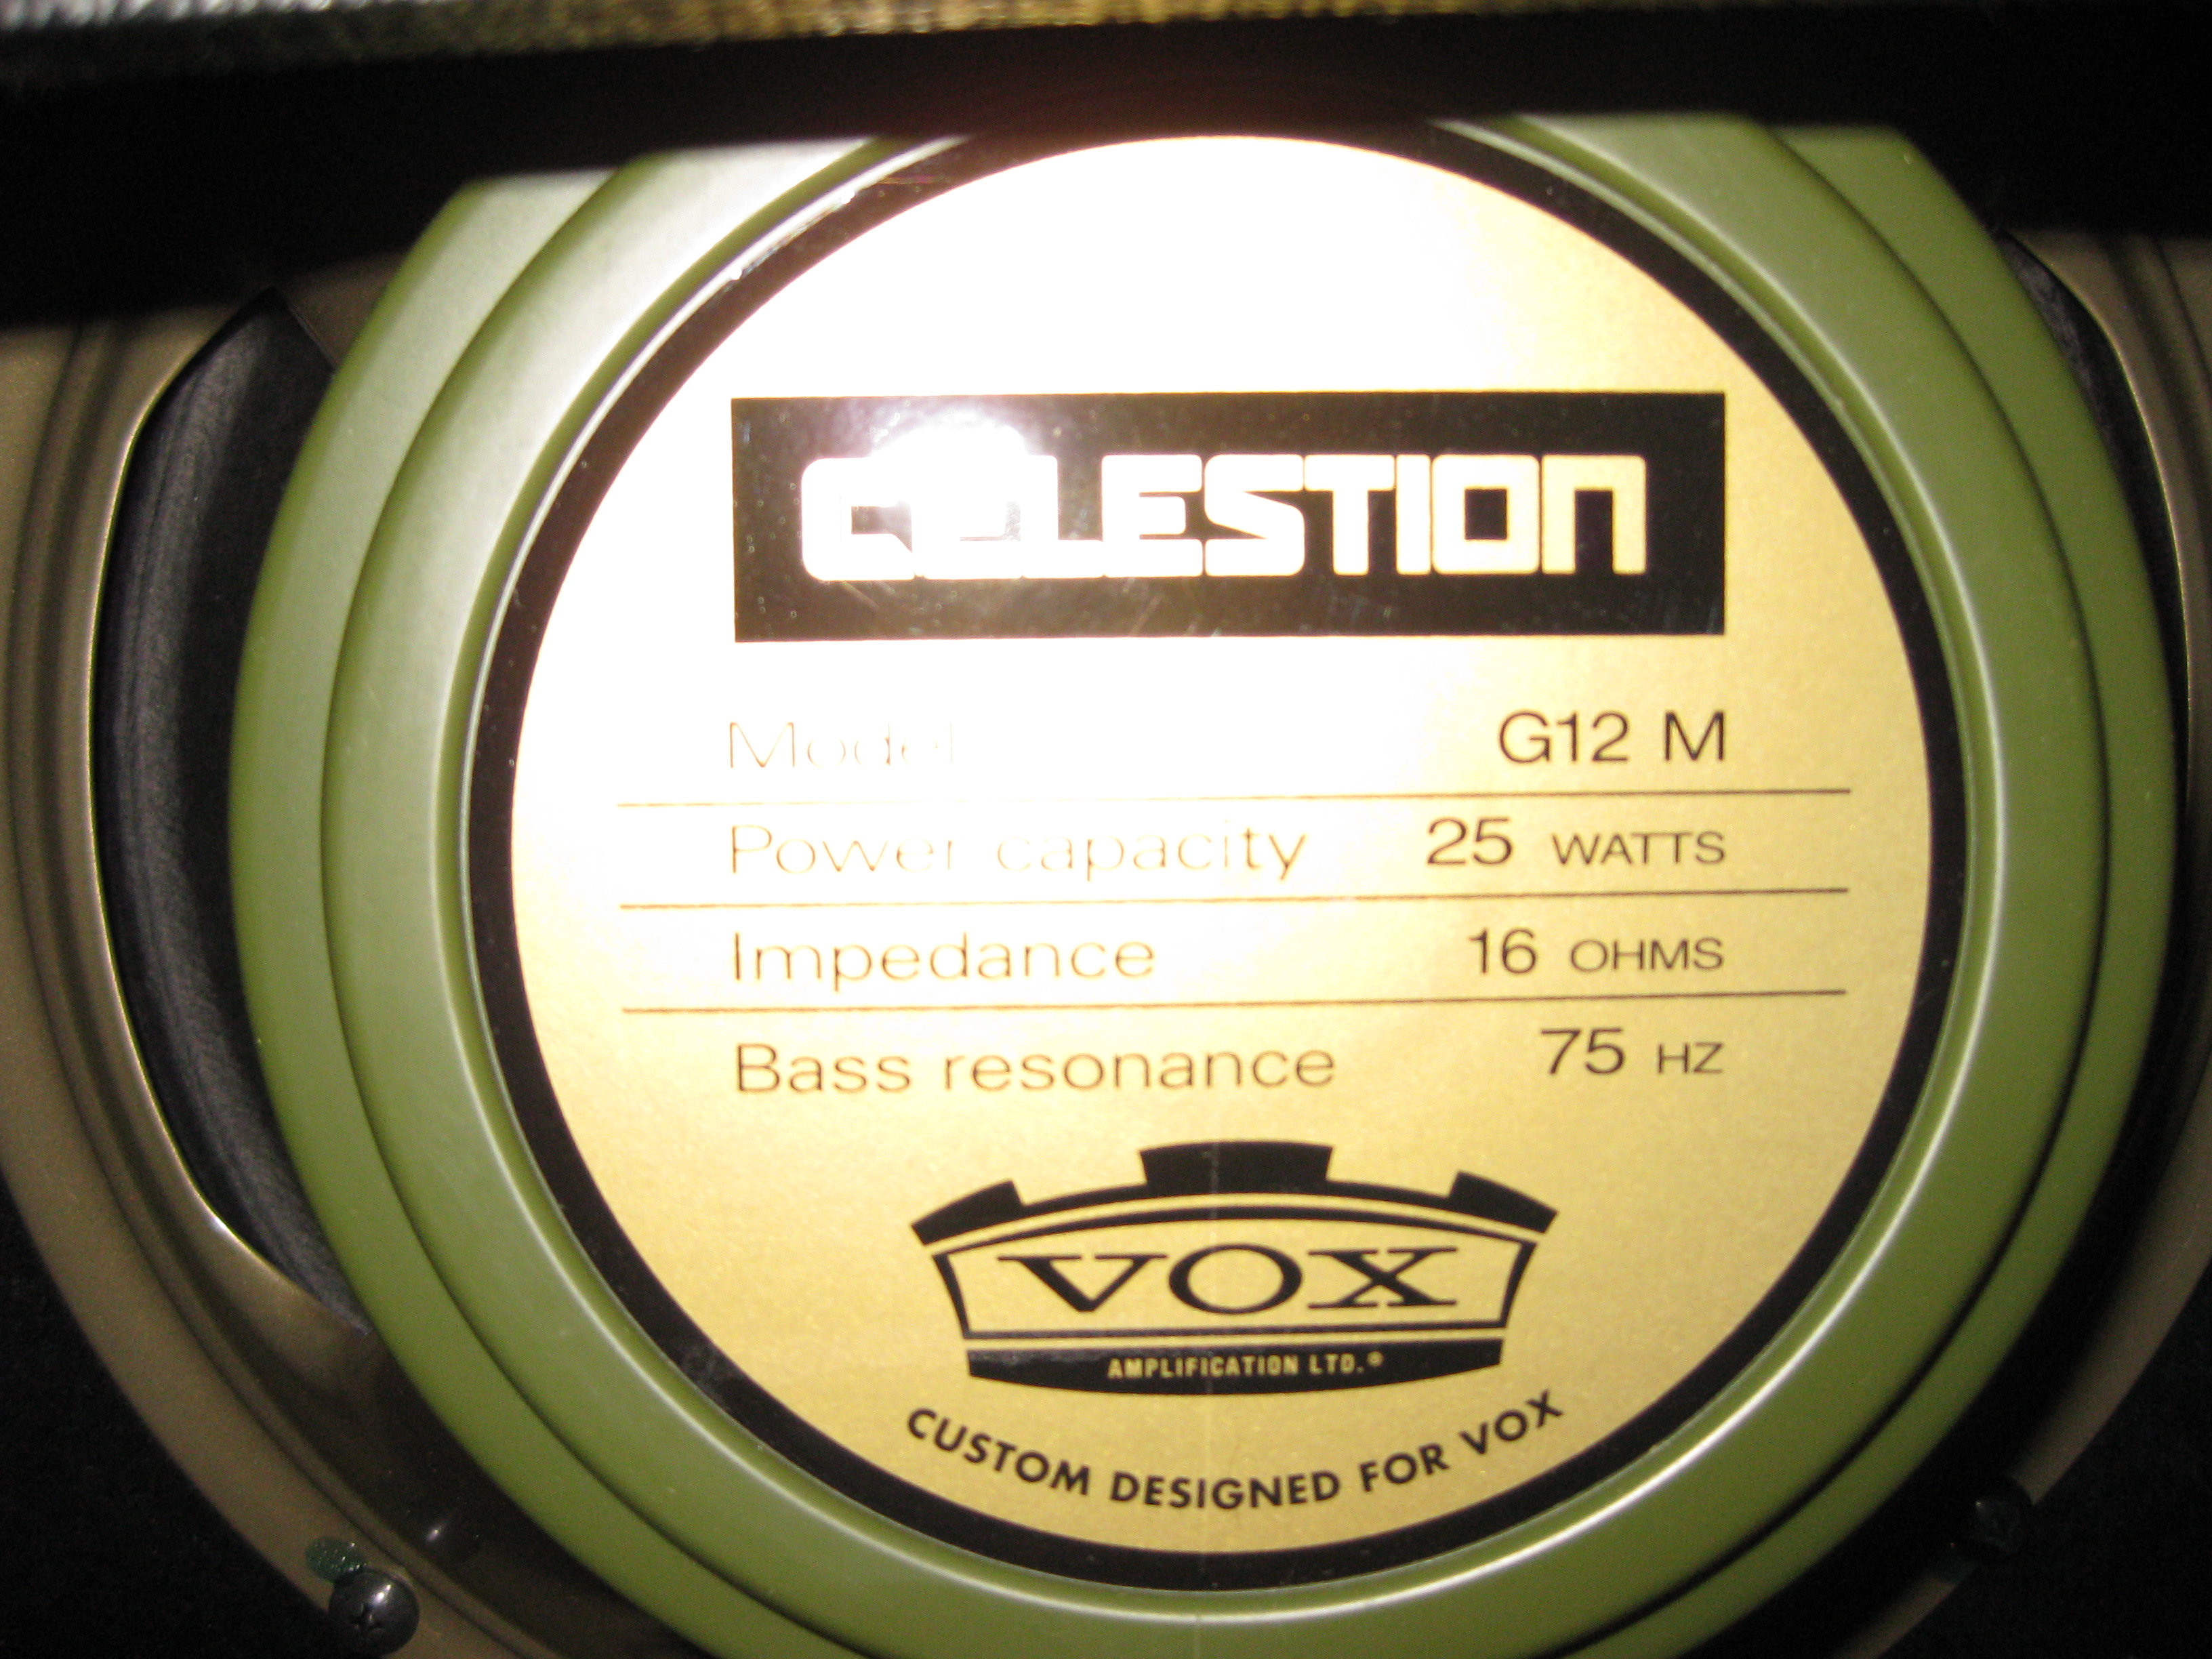 CELESTION
Model G12 M
Power capacity 25 WATTS
Impedance 16 OHMS
Bass resonance 75 HZ
VOX
AMPLIFICATION LTD.®
CUSTOM DESIGNED FOR VOX